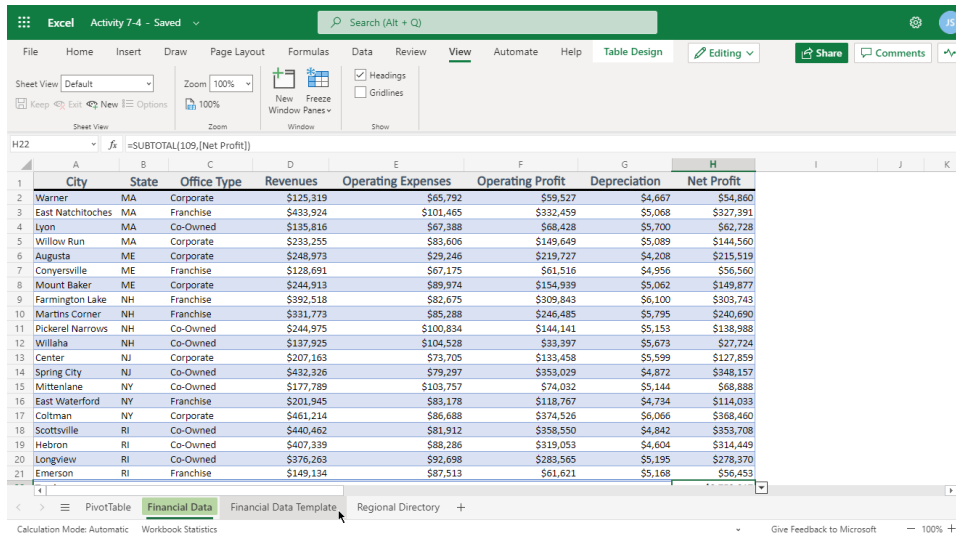 Excel Activity 7-4 - Saved Search (Alt + Q) JS
File Home Insert Draw Page Layout Formulas Data Review View Automate Help Table Design Editing Share Comments
Sheet View Default Zoom 100% New Window Freeze Panes Headings
Keep Exit New Options 100% Gridlines
Sheet View Zoom Window Show
H22 fx =SUBTOTAL(109,[Net Profit])
A B C D E F G H I J K
1 City State Office Type Revenues Operating Expenses Operating Profit Depreciation Net Profit
2 Warner MA Corporate $125,319 $65,792 $59,527 $4,667 $54,860
3 East Natchitoches MA Franchise $433,924 $101,465 $332,459 $5,068 $327,391
4 Lyon MA Co-Owned $135,816 $67,388 $68,428 $5,700 $62,728
5 Willow Run MA Corporate $233,255 $83,606 $149,649 $5,089 $144,560
6 Augusta ME Corporate $248,973 $29,246 $219,727 $4,208 $215,519
7 Conyersville ME Franchise $128,691 $67,175 $61,516 $4,956 $56,560
8 Mount Baker ME Corporate $244,913 $89,974 $154,939 $5,062 $149,877
9 Farmington Lake NH Franchise $392,518 $82,675 $309,843 $6,100 $303,743
10 Martins Corner NH Franchise $331,773 $85,288 $246,485 $5,795 $240,690
11 Pickerel Narrows NH Co-Owned $244,975 $100,834 $144,141 $5,153 $138,988
12 Willaha NH Co-Owned $137,925 $104,528 $33,397 $5,673 $27,724
13 Center NJ Corporate $207,163 $73,705 $133,458 $5,599 $127,859
14 Spring City NJ Co-Owned $432,326 $79,297 $353,029 $4,872 $348,157
15 Mittenlane NY Co-Owned $177,789 $103,757 $74,032 $5,144 $68,888
16 East Waterford NY Franchise $201,945 $83,178 $118,767 $4,734 $114,033
17 Coltman NY Corporate $461,214 $86,688 $374,526 $6,066 $368,460
18 Scottsville RI Co-Owned $440,462 $81,912 $358,550 $4,842 $353,708
19 Hebron RI Co-Owned $407,339 $88,286 $319,053 $4,604 $314,449
20 Longview RI Co-Owned $376,263 $92,698 $283,565 $5,195 $278,370
21 Emerson RI Franchise $149,134 $87,513 $61,621 $5,168 $56,453
PivotTable Financial Data Financial Data Template Regional Directory +
Calculation Mode: Automatic Workbook Statistics Give Feedback to Microsoft — 100% +